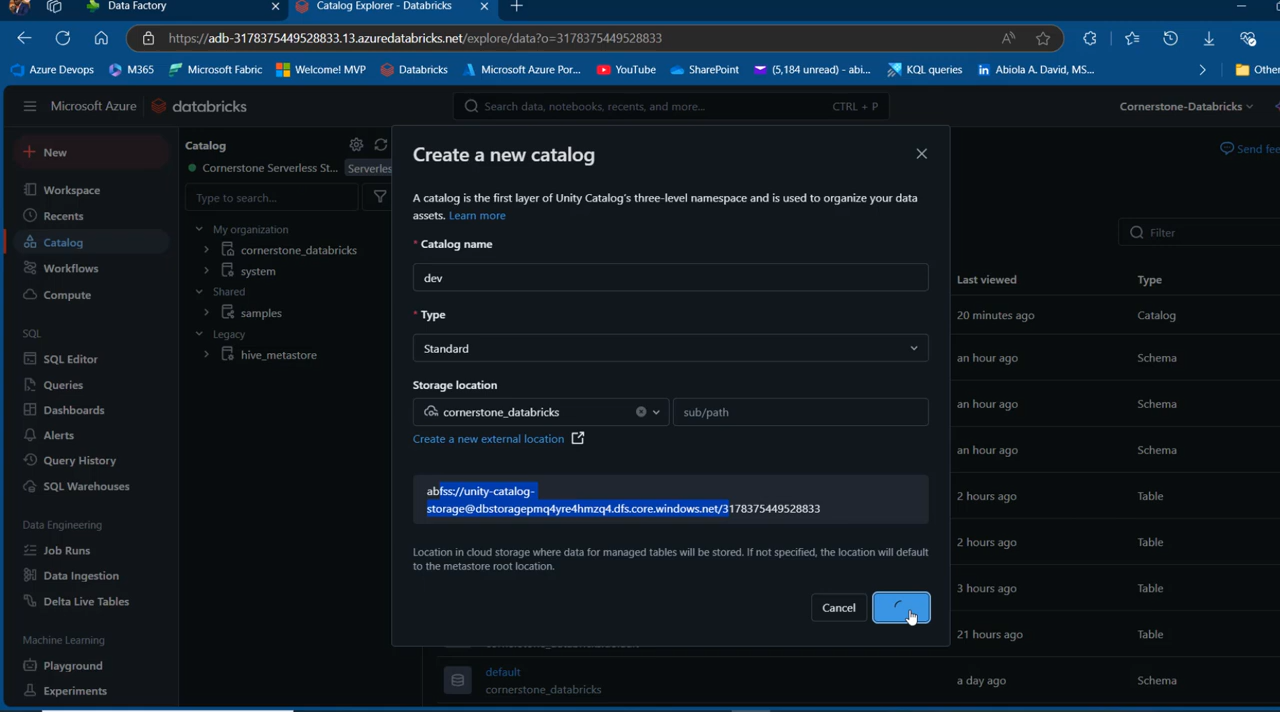 Data Factory
Catalog Explorer - Databricks
https://adb-3178375449528833.13.azuredatabricks.net/explore/data?o=3178375449528833
Azure Devops
M365
Microsoft Fabric
Welcome! MVP
Databricks
Microsoft Azure Por...
YouTube
SharePoint
(5,184 unread) - abi...
KQL queries
Abiola A. David, MS...
Other
Microsoft Azure
databricks
Search data, notebooks, recents, and more...
CTRL + P
Cornerstone-Databricks
New
Workspace
Recents
Catalog
Workflows
Compute
SQL
SQL Editor
Queries
Dashboards
Alerts
Query History
SQL Warehouses
Data Engineering
Job Runs
Data Ingestion
Delta Live Tables
Machine Learning
Playground
Experiments
Catalog
Cornerstone Serverless St...
Serverless
Type to search...
My organization
cornerstone_databricks
system
Shared
samples
Legacy
hive_metastore
Create a new catalog
A catalog is the first layer of Unity Catalog's three-level namespace and is used to organize your data
assets. Learn more
* Catalog name
dev
* Type
Standard
Storage location
cornerstone_databricks
sub/path
Create a new external location
abfss://unity-catalog-
storage@dbstoragepmq4yre4hmzq4.dfs.core.windows.net/3178375449528833
Location in cloud storage where data for managed tables will be stored. If not specified, the location will default
to the metastore root location.
Cancel
default
cornerstone_databricks
Send fee
Filter
Last viewed
Type
20 minutes ago
Catalog
an hour ago
Schema
an hour ago
Schema
an hour ago
Schema
2 hours ago
Table
2 hours ago
Table
3 hours ago
Table
21 hours ago
Table
a day ago
Schema